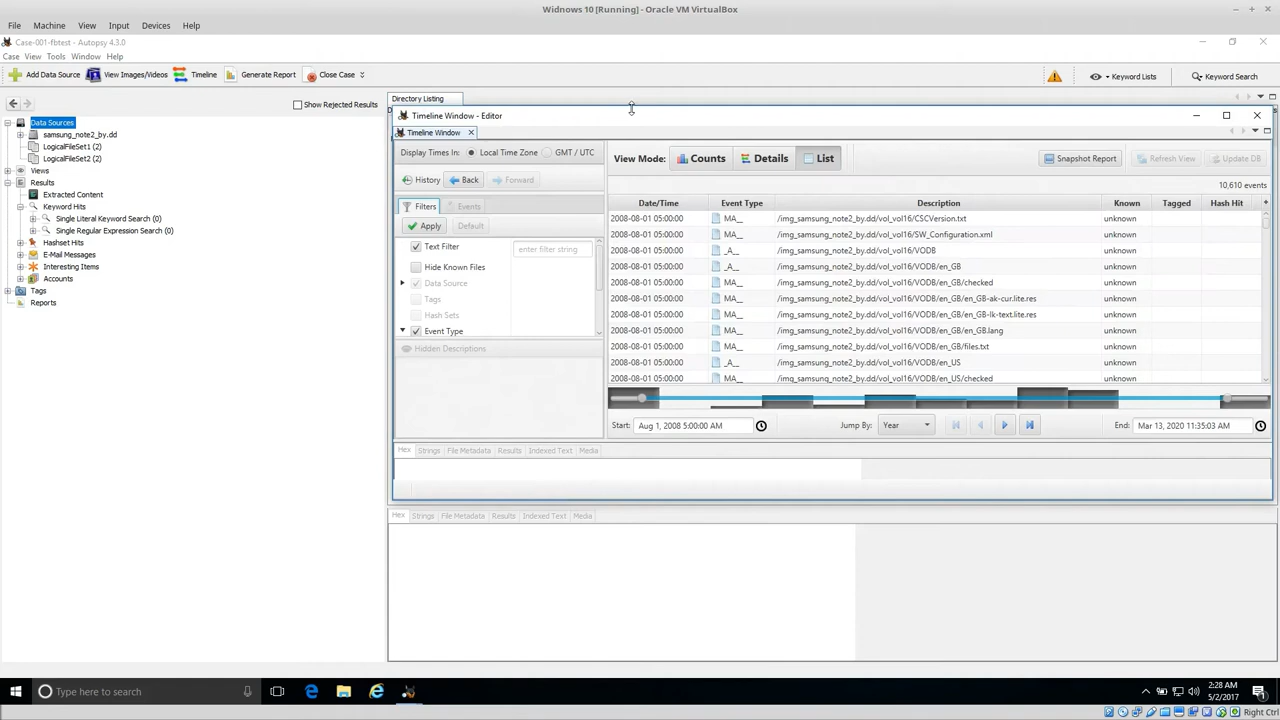 Widnows 10 [Running] - Oracle VM VirtualBox
File Machine View Input Devices Help
Case-001-fbtest - Autopsy 4.3.0
Case View Tools Window Help
Add Data Source View Images/Videos Timeline Generate Report Close Case Keyword Lists Keyword Search
Show Rejected Results
Data Sources
samsung_note2_by.dd
LogicalFileSet1 (2)
LogicalFileSet2 (2)
Views
Results
Extracted Content
Keyword Hits
Single Literal Keyword Search (0)
Single Regular Expression Search (0)
Hashset Hits
E-Mail Messages
Interesting Items
Accounts
Tags
Reports
Directory Listing
Timeline Window - Editor
Timeline Window
Display Times In: Local Time Zone GMT / UTC
History Back Forward
Filters Events
Apply Default
Text Filter enter filter string
Hide Known Files
Data Source
Tags
Hash Sets
Event Type
Hidden Descriptions
View Mode: Counts Details List Snapshot Report Refresh View Update DB
10,610 events
Date/Time Event Type Description Known Tagged Hash Hit
2008-08-01 05:00:00 MA__ /img_samsung_note2_by.dd/vol_vol16/CSCVersion.txt unknown
2008-08-01 05:00:00 MA__ /img_samsung_note2_by.dd/vol_vol16/SW_Configuration.xml unknown
2008-08-01 05:00:00 _A__ /img_samsung_note2_by.dd/vol_vol16/VODB unknown
2008-08-01 05:00:00 _A__ /img_samsung_note2_by.dd/vol_vol16/VODB/en_GB unknown
2008-08-01 05:00:00 MA__ /img_samsung_note2_by.dd/vol_vol16/VODB/en_GB/checked unknown
2008-08-01 05:00:00 MA__ /img_samsung_note2_by.dd/vol_vol16/VODB/en_GB/en_GB-ak-cur.lite.res unknown
2008-08-01 05:00:00 MA__ /img_samsung_note2_by.dd/vol_vol16/VODB/en_GB/en_GB-lk-text.lite.res unknown
2008-08-01 05:00:00 MA__ /img_samsung_note2_by.dd/vol_vol16/VODB/en_GB/en_GB.lang unknown
2008-08-01 05:00:00 MA__ /img_samsung_note2_by.dd/vol_vol16/VODB/en_GB/files.txt unknown
2008-08-01 05:00:00 _A__ /img_samsung_note2_by.dd/vol_vol16/VODB/en_US unknown
2008-08-01 05:00:00 MA__ /img_samsung_note2_by.dd/vol_vol16/VODB/en_US/checked unknown
Start: Aug 1, 2008 5:00:00 AM Jump By: Year End: Mar 13, 2020 11:35:03 AM
Hex Strings File Metadata Results Indexed Text Media
Hex Strings File Metadata Results Indexed Text Media
Type here to search
2:28 AM
5/2/2017
Right Ctrl